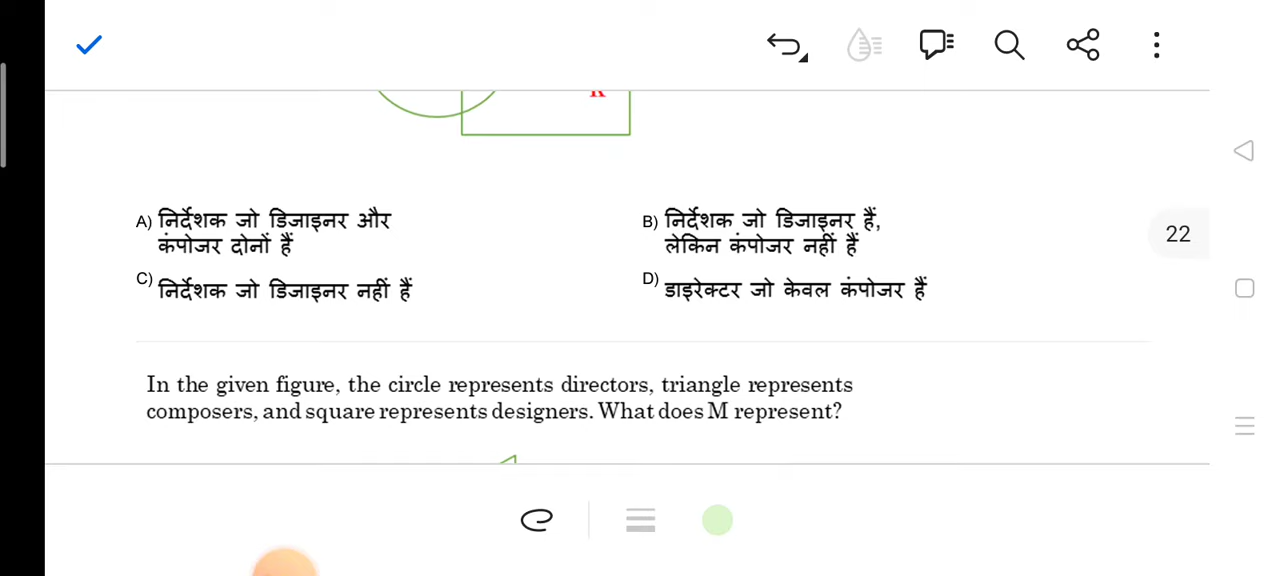 A) निर्देशक जो डिजाइनर और
कंपोजर दोनों हैं
B) निर्देशक जो डिजाइनर हैं,
लेकिन कंपोजर नहीं हैं
22
C) निर्देशक जो डिजाइनर नहीं हैं
D) डाइरेक्टर जो केवल कंपोजर हैं
In the given figure, the circle represents directors, triangle represents
composers, and square represents designers. What does M represent?